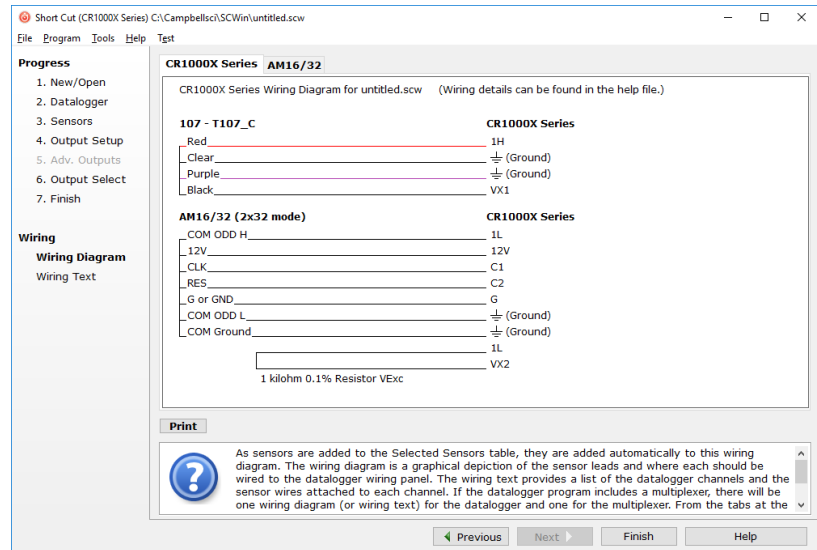 Short Cut (CR1000X Series) C:\Campbellsci\SCWin\untitled.scw
File Program Tools Help Test
Progress
1. New/Open
2. Datalogger
3. Sensors
4. Output Setup
5. Adv. Outputs
6. Output Select
7. Finish
Wiring
Wiring Diagram
Wiring Text
CR1000X Series AM16/32
CR1000X Series Wiring Diagram for untitled.scw (Wiring details can be found in the help file.)
107 - T107_C CR1000X Series
Red 1H
Clear (Ground)
Purple (Ground)
Black VX1
AM16/32 (2x32 mode) CR1000X Series
COM ODD H 1L
12V 12V
CLK C1
RES C2
G or GND G
COM ODD L (Ground)
COM Ground (Ground)
1L
VX2
1 kilohm 0.1% Resistor VExc
Print
As sensors are added to the Selected Sensors table, they are added automatically to this wiring
diagram. The wiring diagram is a graphical depiction of the sensor leads and where each should be
wired to the datalogger wiring panel. The wiring text provides a list of the datalogger channels and the
sensor wires attached to each channel. If the datalogger program includes a multiplexer, there will be
one wiring diagram (or wiring text) for the datalogger and one for the multiplexer. From the tabs at the
Previous Next Finish Help